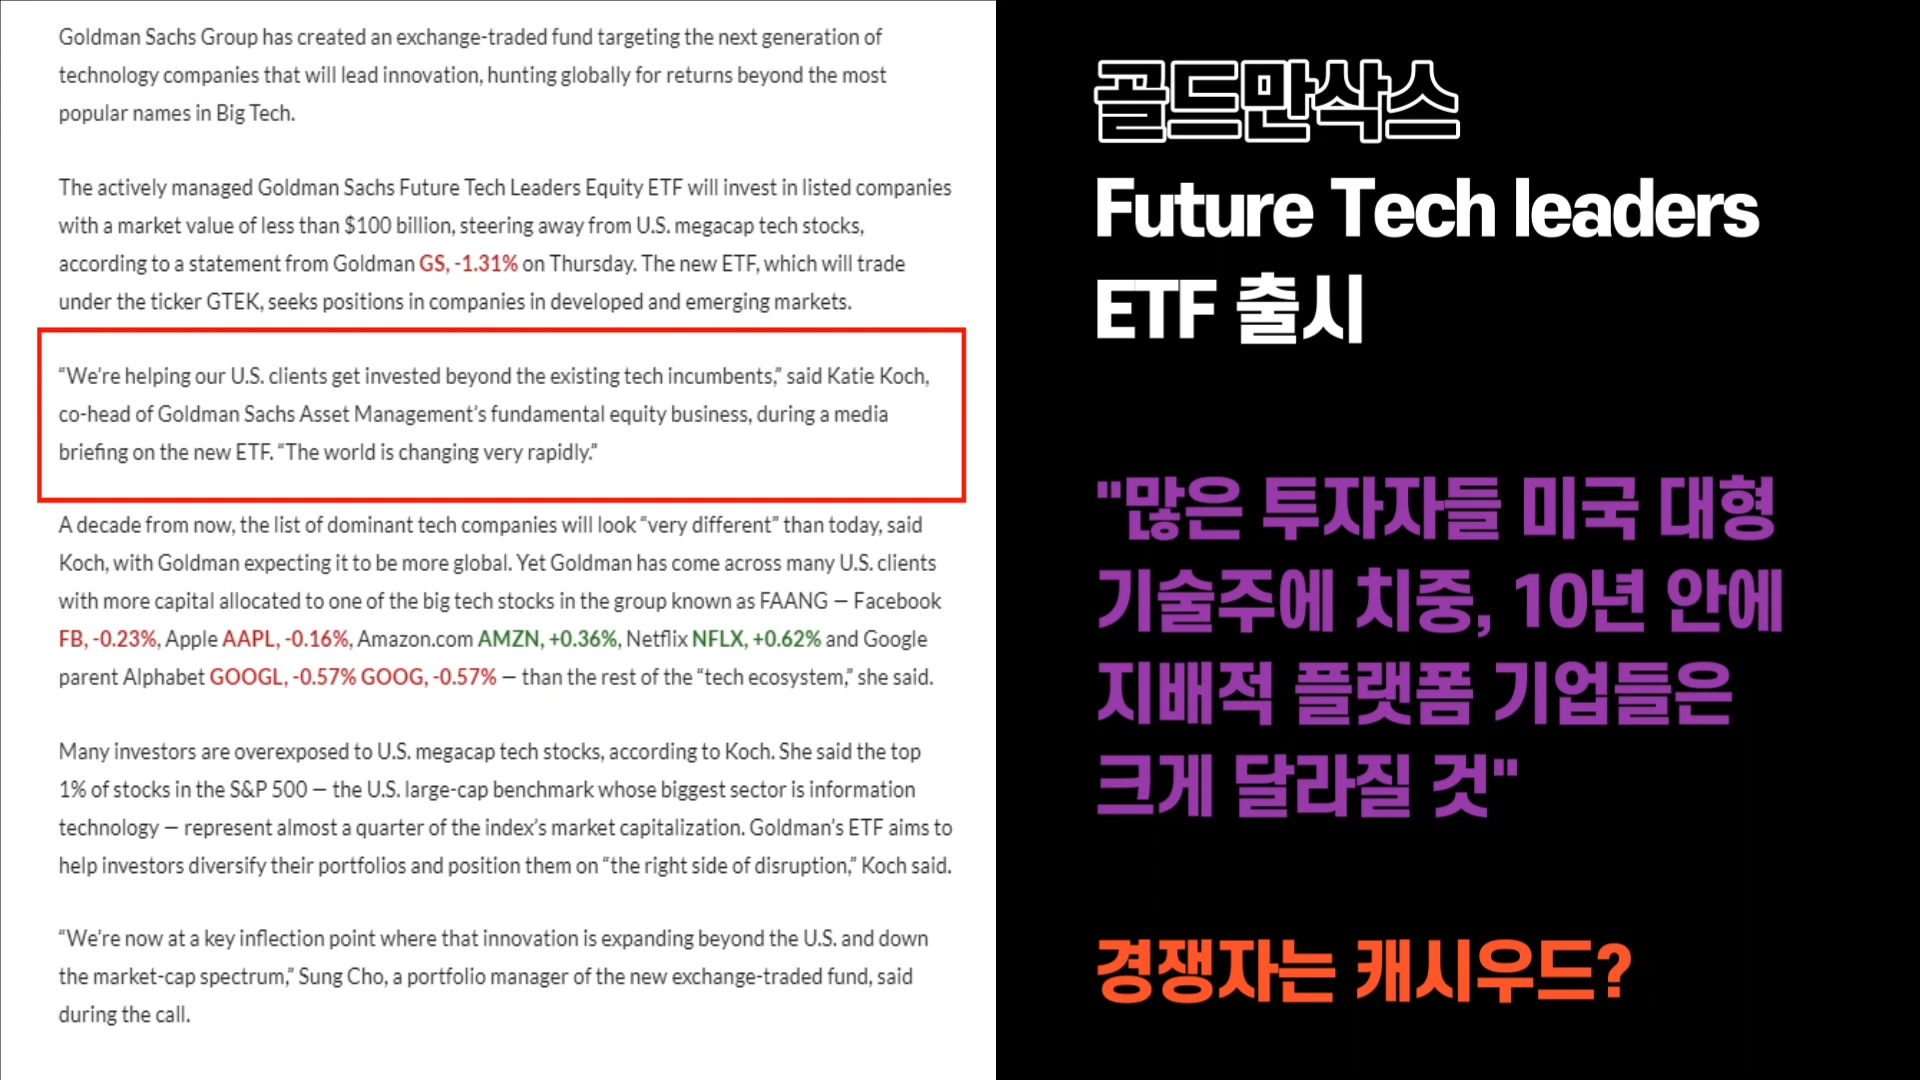 Goldman Sachs Group has created an exchange-traded fund targeting the next generation of
technology companies that will lead innovation, hunting globally for returns beyond the most
popular names in Big Tech.
The actively managed Goldman Sachs Future Tech Leaders Equity ETF will invest in listed companies
with a market value of less than $100 billion, steering away from U.S. megacap tech stocks,
according to a statement from Goldman GS, -1.31% on Thursday. The new ETF, which will trade
under the ticker GTEK, seeks positions in companies in developed and emerging markets.
“We’re helping our U.S. clients get invested beyond the existing tech incumbents,” said Katie Koch,
co-head of Goldman Sachs Asset Management’s fundamental equity business, during a media
briefing on the new ETF. “The world is changing very rapidly.”
A decade from now, the list of dominant tech companies will look “very different” than today, said
Koch, with Goldman expecting it to be more global. Yet Goldman has come across many U.S. clients
with more capital allocated to one of the big tech stocks in the group known as FAANG — Facebook
FB, -0.23%, Apple AAPL, -0.16%, Amazon.com AMZN, +0.36%, Netflix NFLX, +0.62% and Google
parent Alphabet GOOGL, -0.57% GOOG, -0.57% — than the rest of the “tech ecosystem,” she said.
Many investors are overexposed to U.S. megacap tech stocks, according to Koch. She said the top
1% of stocks in the S&P 500 — the U.S. large-cap benchmark whose biggest sector is information
technology — represent almost a quarter of the index’s market capitalization. Goldman’s ETF aims to
help investors diversify their portfolios and position them on “the right side of disruption,” Koch said.
“We’re now at a key inflection point where that innovation is expanding beyond the U.S. and down
the market-cap spectrum,” Sung Cho, a portfolio manager of the new exchange-traded fund, said
during the call.
골드만삭스
Future Tech leaders
ETF 출시
"많은 투자자들 미국 대형
기술주에 치중, 10년 안에
지배적 플랫폼 기업들은
크게 달라질 것"
경쟁자는 캐시우드?